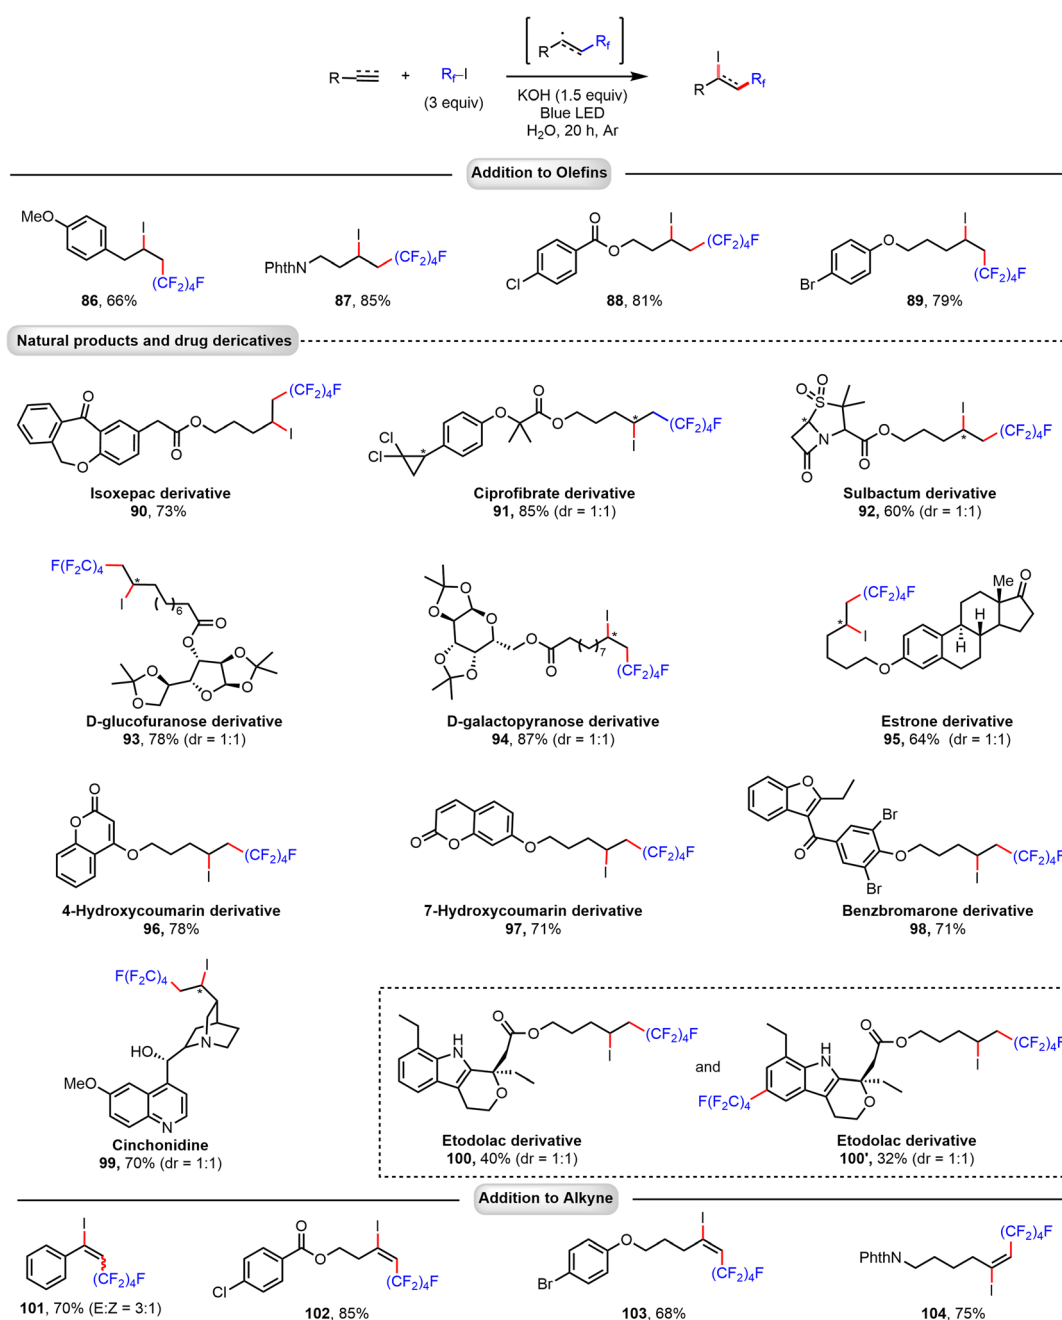 R + Rf–I
(3 equiv)
R Rf
KOH (1.5 equiv)
Blue LED
H2O, 20 h, Ar
I
R Rf
Addition to Olefins
MeO I (CF2)4F
86, 66%
PhthN I (CF2)4F
87, 85%
Cl O O I (CF2)4F
88, 81%
Br O I (CF2)4F
89, 79%
Natural products and drug dericatives
O O O O I (CF2)4F
Isoxepac derivative
90, 73%
Cl Cl * O O O * I (CF2)4F
Ciprofibrate derivative
91, 85% (dr = 1:1)
O O S * N O O O I * (CF2)4F
Sulbactum derivative
92, 60% (dr = 1:1)
F(F2C)4 * I 6 O O O O O O O
D-glucofuranose derivative
93, 78% (dr = 1:1)
O O O O O O O 7 I * (CF2)4F
D-galactopyranose derivative
94, 87% (dr = 1:1)
(CF2)4F * I O Me O H H H
Estrone derivative
95, 64% (dr = 1:1)
O O O I (CF2)4F
4-Hydroxycoumarin derivative
96, 78%
O O O I (CF2)4F
7-Hydroxycoumarin derivative
97, 71%
O O Br Br O I (CF2)4F
Benzbromarone derivative
98, 71%
F(F2C)4 I * N HO MeO N
Cinchonidine
99, 70% (dr = 1:1)
N H O O O I (CF2)4F
Etodolac derivative
100, 40% (dr = 1:1)
and
F(F2C)4 H N O O O I (CF2)4F
Etodolac derivative
100', 32% (dr = 1:1)
Addition to Alkyne
I (CF2)4F
101, 70% (E:Z = 3:1)
Cl O O I (CF2)4F
102, 85%
Br O I (CF2)4F
103, 68%
PhthN I (CF2)4F
104, 75%